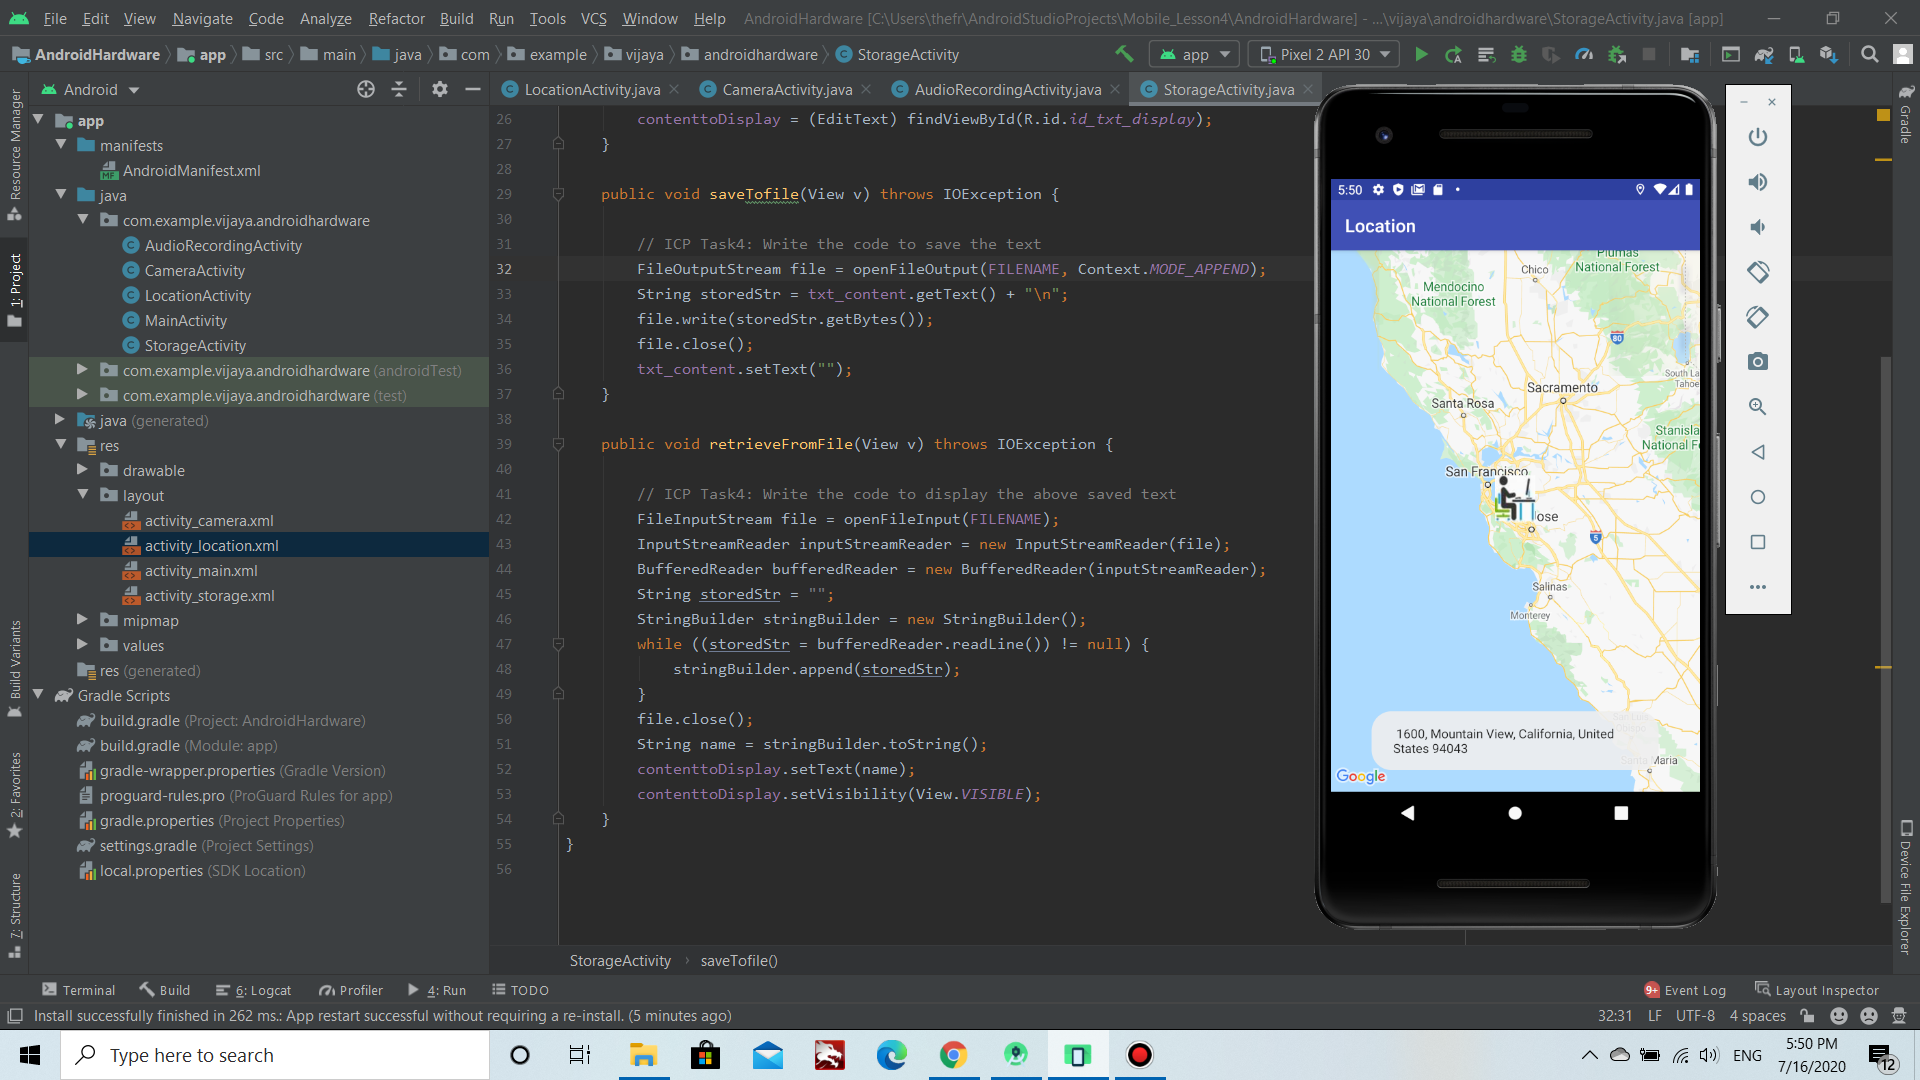 File Edit View Navigate Code Analyze Refactor Build Run Tools VCS Window Help AndroidHardware [C:\Users\thefr\AndroidStudioProjects\Mobile_Lesson4\AndroidHardware] - ...\vijaya\androidhardware\StorageActivity.java [app]
AndroidHardware app src main java com example vijaya androidhardware StorageActivity app Pixel 2 API 30
Android
LocationActivity.java CameraActivity.java AudioRecordingActivity.java StorageActivity.java
Resource Manager
1: Project
Build Variants
2: Favorites
7: Structure
app
manifests
AndroidManifest.xml
java
com.example.vijaya.androidhardware
AudioRecordingActivity
CameraActivity
LocationActivity
MainActivity
StorageActivity
com.example.vijaya.androidhardware (androidTest)
com.example.vijaya.androidhardware (test)
java (generated)
res
drawable
layout
activity_camera.xml
activity_location.xml
activity_main.xml
activity_storage.xml
mipmap
values
res (generated)
Gradle Scripts
build.gradle (Project: AndroidHardware)
build.gradle (Module: app)
gradle-wrapper.properties (Gradle Version)
proguard-rules.pro (ProGuard Rules for app)
gradle.properties (Project Properties)
settings.gradle (Project Settings)
local.properties (SDK Location)
26 contenttoDisplay = (EditText) findViewById(R.id.id_txt_display);
27 }
28
29 public void saveTofile(View v) throws IOException {
30
31 // ICP Task4: Write the code to save the text
32 FileOutputStream file = openFileOutput(FILENAME, Context.MODE_APPEND);
33 String storedStr = txt_content.getText() + "\n";
34 file.write(storedStr.getBytes());
35 file.close();
36 txt_content.setText("");
37 }
38
39 public void retrieveFromFile(View v) throws IOException {
40
41 // ICP Task4: Write the code to display the above saved text
42 FileInputStream file = openFileInput(FILENAME);
43 InputStreamReader inputStreamReader = new InputStreamReader(file);
44 BufferedReader bufferedReader = new BufferedReader(inputStreamReader);
45 String storedStr = "";
46 StringBuilder stringBuilder = new StringBuilder();
47 while ((storedStr = bufferedReader.readLine()) != null) {
48 stringBuilder.append(storedStr);
49 }
50 file.close();
51 String name = stringBuilder.toString();
52 contenttoDisplay.setText(name);
53 contenttoDisplay.setVisibility(View.VISIBLE);
54 }
55 }
56
StorageActivity saveTofile()
5:50
Location
Plumas
National Forest
Chico
Mendocino
National Forest
80
South La
Tahoe
Sacramento
Santa Rosa
Stanisla
National F
San Francisco
Jose
5
Salinas
Monterey
1600, Mountain View, California, United
States 94043
Santa Maria
Google
Gradle
Device File Explorer
Terminal Build 6: Logcat Profiler 4: Run TODO 9+ Event Log Layout Inspector
Install successfully finished in 262 ms.: App restart successful without requiring a re-install. (5 minutes ago) 32:31 LF UTF-8 4 spaces
Type here to search
ENG
5:50 PM
7/16/2020
12